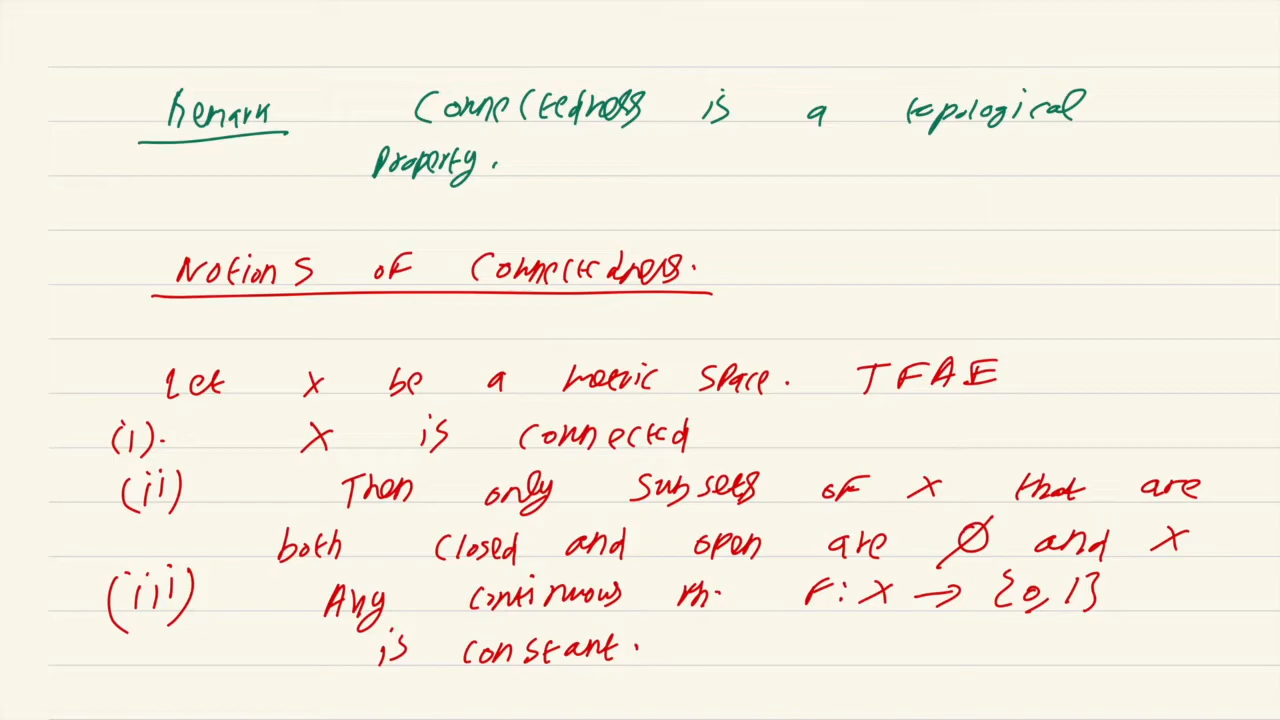 Remark Connectedness is a topological
property.
Notions of Connectedness.
Let X be a metric space. TFAE
(i). X is connected
(ii) Then only subsets of X that are
both closed and open are ∅ and X
(iii) Any continuous F: X → {0,1}
is constant.